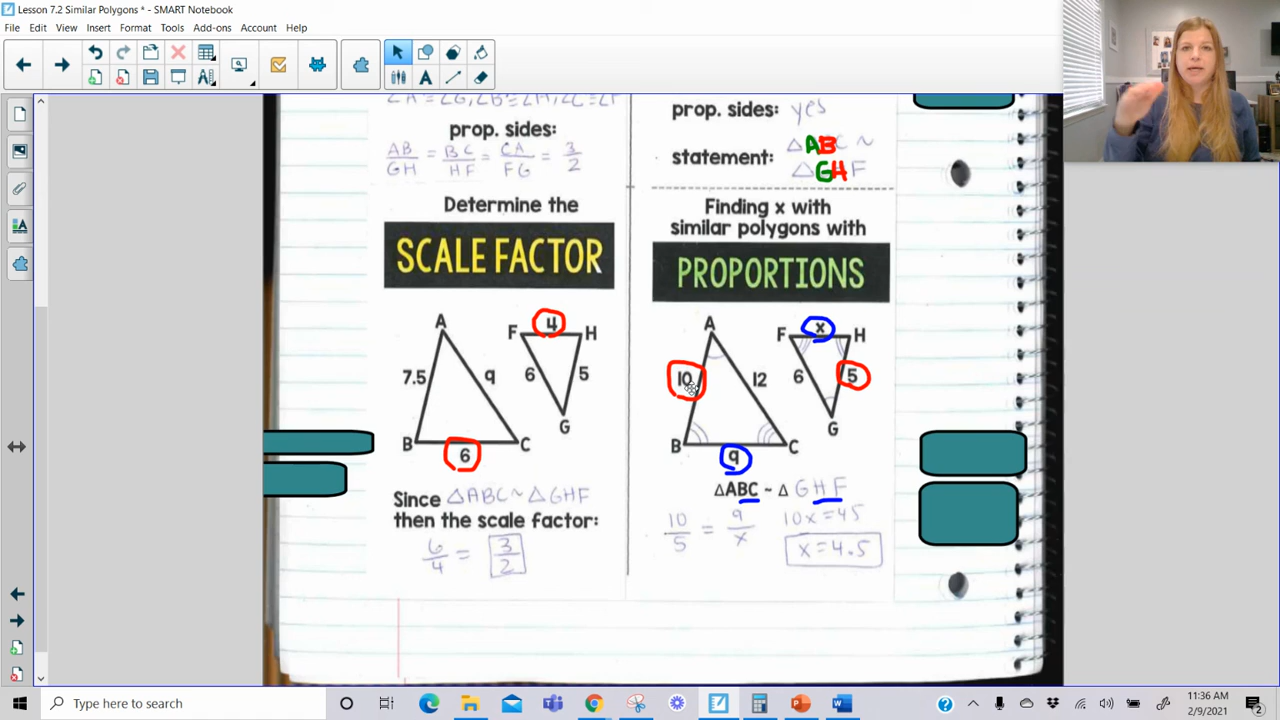 Lesson 7.2 Similar Polygons * - SMART Notebook
File Edit View Insert Format Tools Add-ons Account Help
prop. sides:
AB/GH = BC/HF = CA/FG = 3/2
prop. sides: yes
statement: △ABC ~
△GHF
Determine the
SCALE FACTOR
Finding x with
similar polygons with
PROPORTIONS
A
F 4 H
7.5 9 6 5
G
B 6 C
A
F x H
10 12 6 5
G
B 9 C
Since △ABC ~ △GHF
then the scale factor:
6/4 = 3/2
△ABC ~ △ GHF
10/5 = 9/x
10x = 45
x = 4.5
Type here to search
11:36 AM
2/9/2021
2